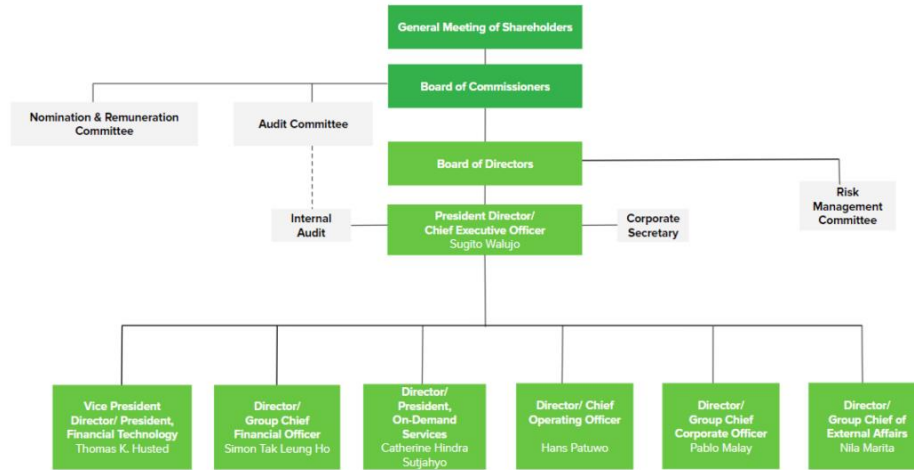 General Meeting of Shareholders
Board of Commissioners
Nomination & Remuneration
Committee
Audit Committee
Board of Directors
Risk
Management
Committee
Internal
Audit
President Director/
Chief Executive Officer
Sugito Walujo
Corporate
Secretary
Vice President
Director/ President,
Financial Technology
Thomas K. Husted
Director/
Group Chief
Financial Officer
Simon Tak Leung Ho
Director/
President,
On-Demand
Services
Catherine Hindra
Sutjahyo
Director/ Chief
Operating Officer
Hans Patuwo
Director/
Group Chief
Corporate Officer
Pablo Malay
Director/
Group Chief of
External Affairs
Nila Marita